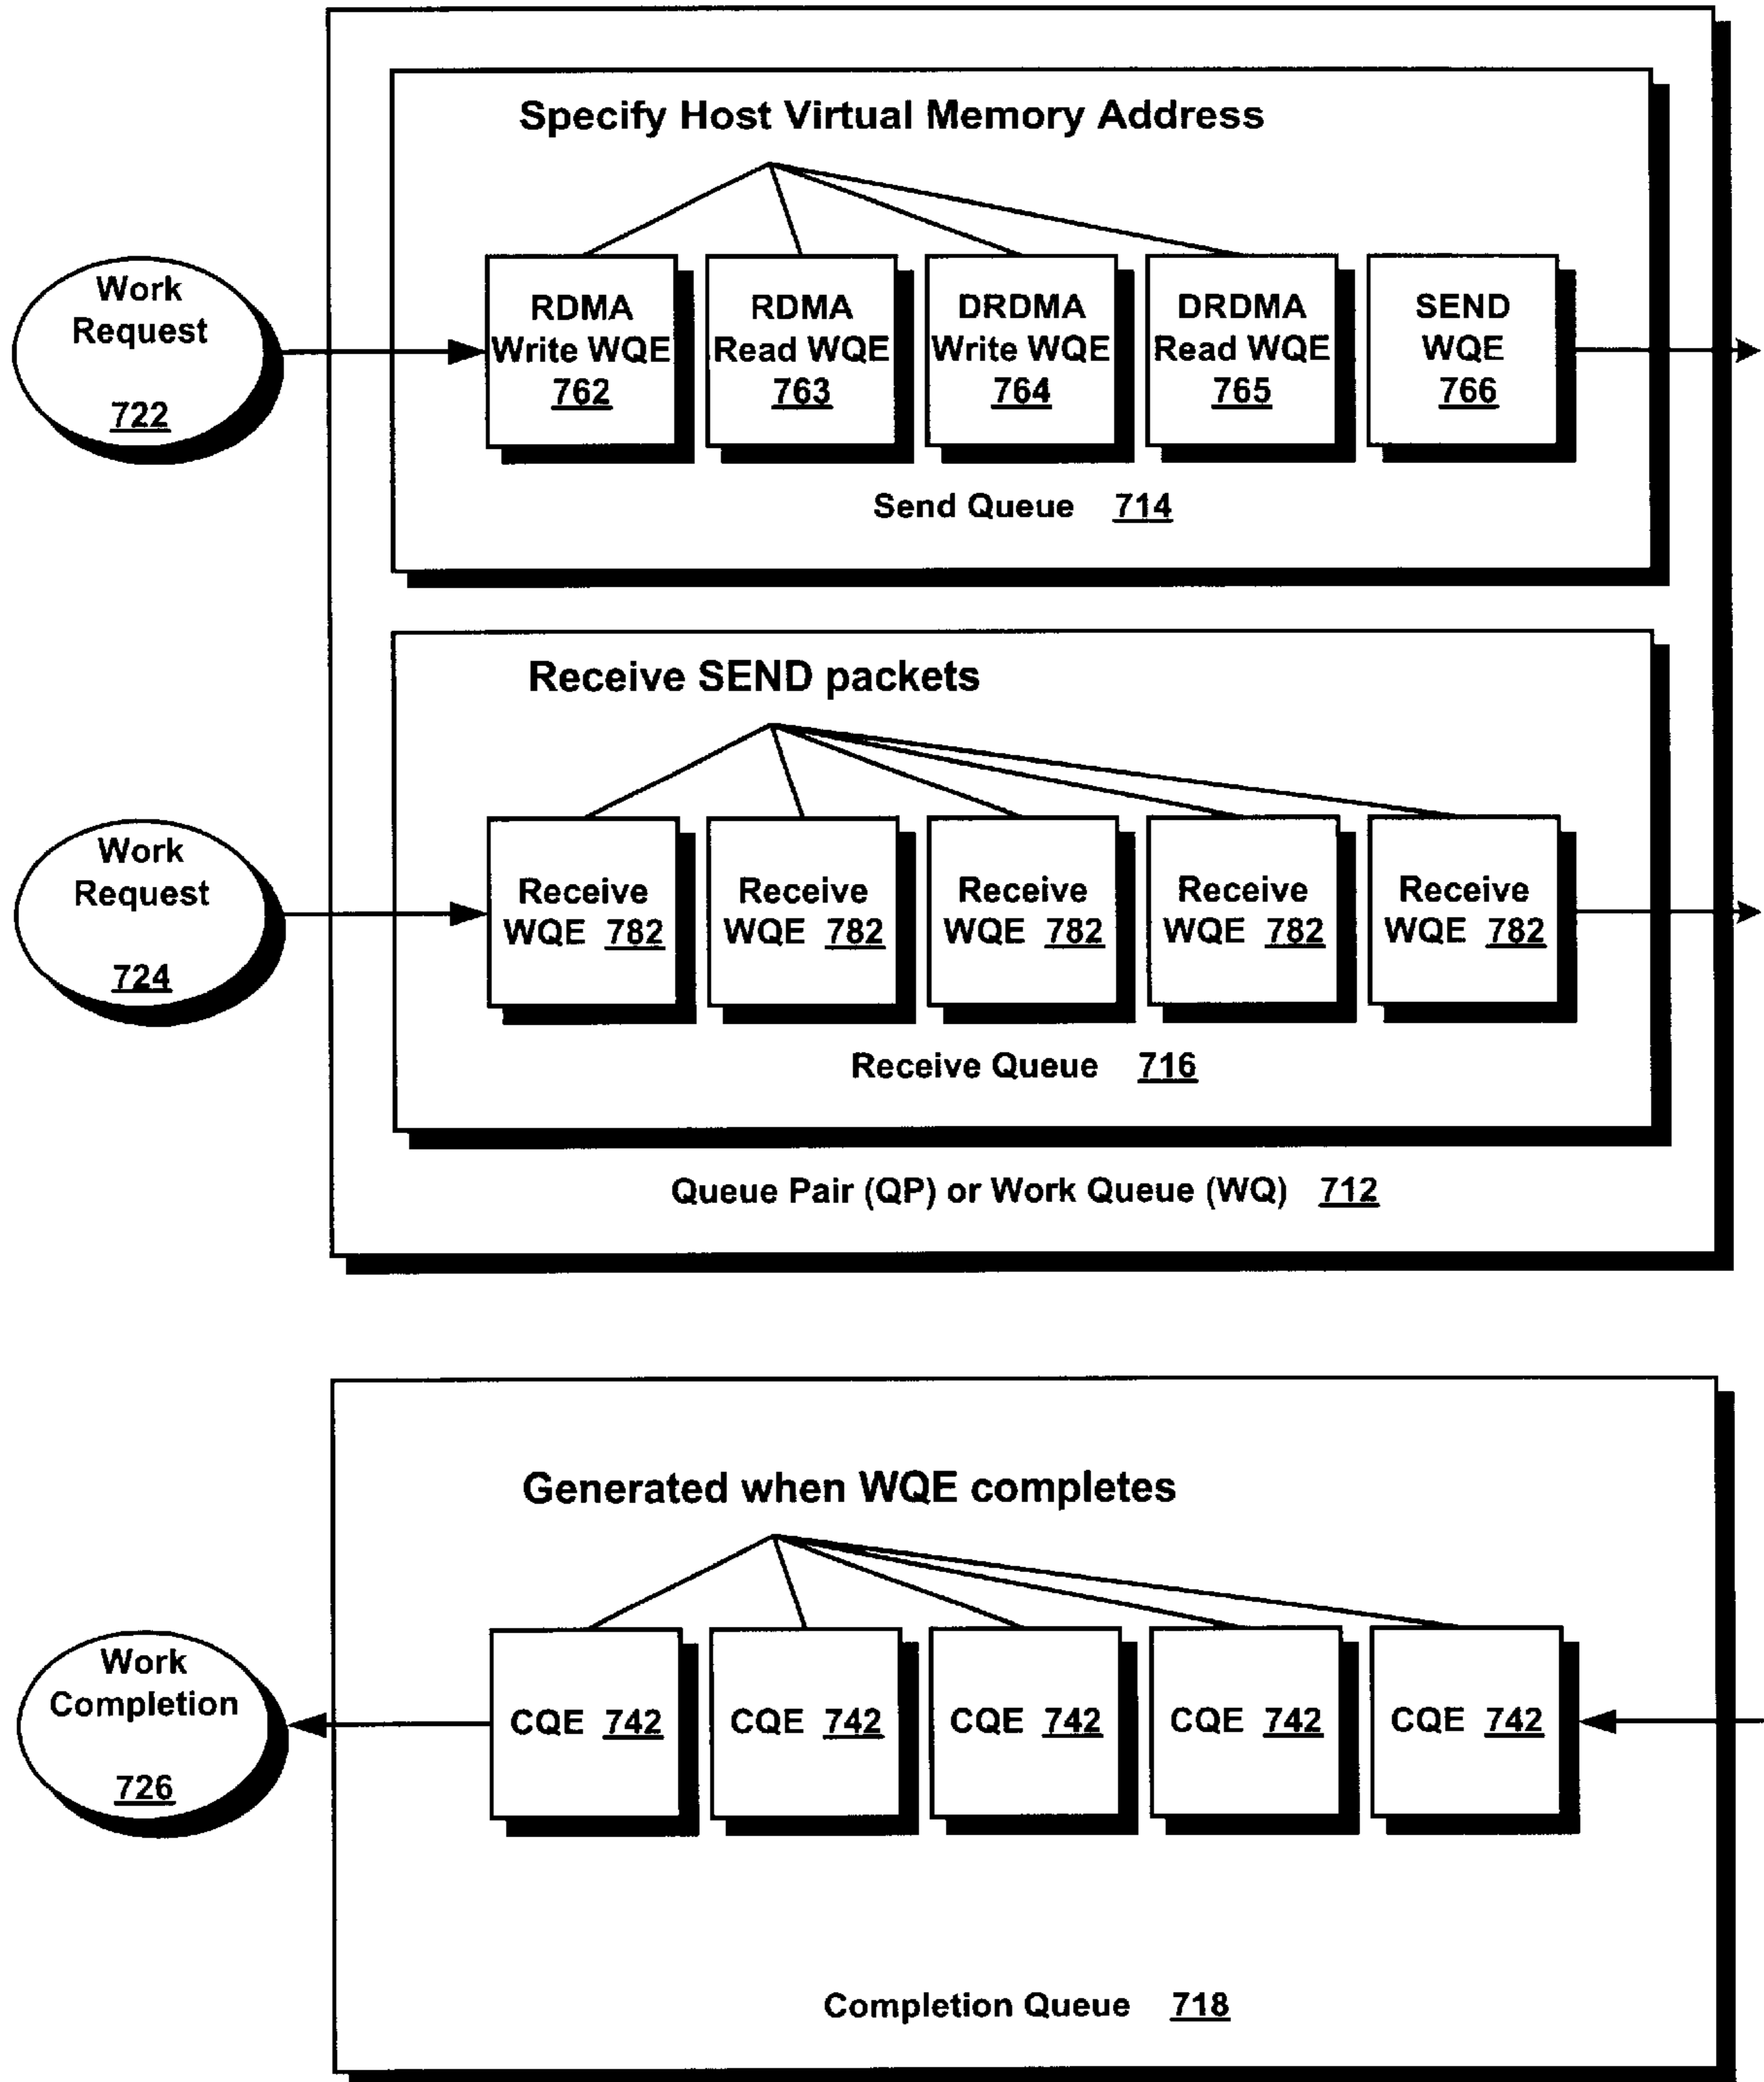 Specify Host Virtual Memory Address
Work
Request
722
RDMA
Write WQE
762
RDMA
Read WQE
763
DRDMA
Write WQE
764
DRDMA
Read WQE
765
SEND
WQE
766
Send Queue 714
Receive SEND packets
Work
Request
724
Receive
WQE 782
Receive
WQE 782
Receive
WQE 782
Receive
WQE 782
Receive
WQE 782
Receive Queue 716
Queue Pair (QP) or Work Queue (WQ) 712
Generated when WQE completes
Work
Completion
726
CQE 742
CQE 742
CQE 742
CQE 742
CQE 742
Completion Queue 718